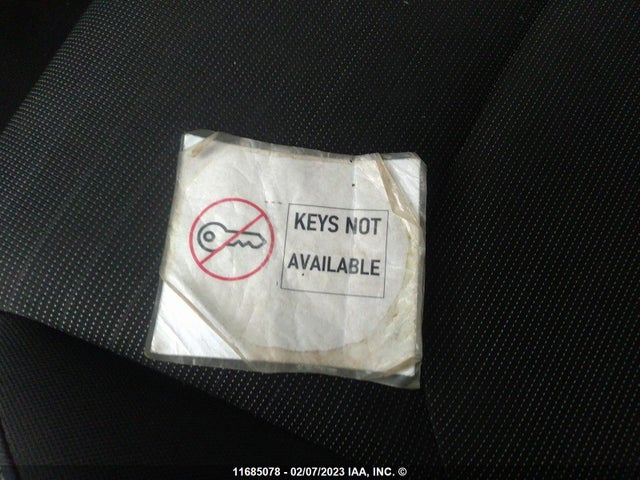 KEYS NOT
AVAILABLE
11685078 - 02/07/2023 IAA, INC. ©